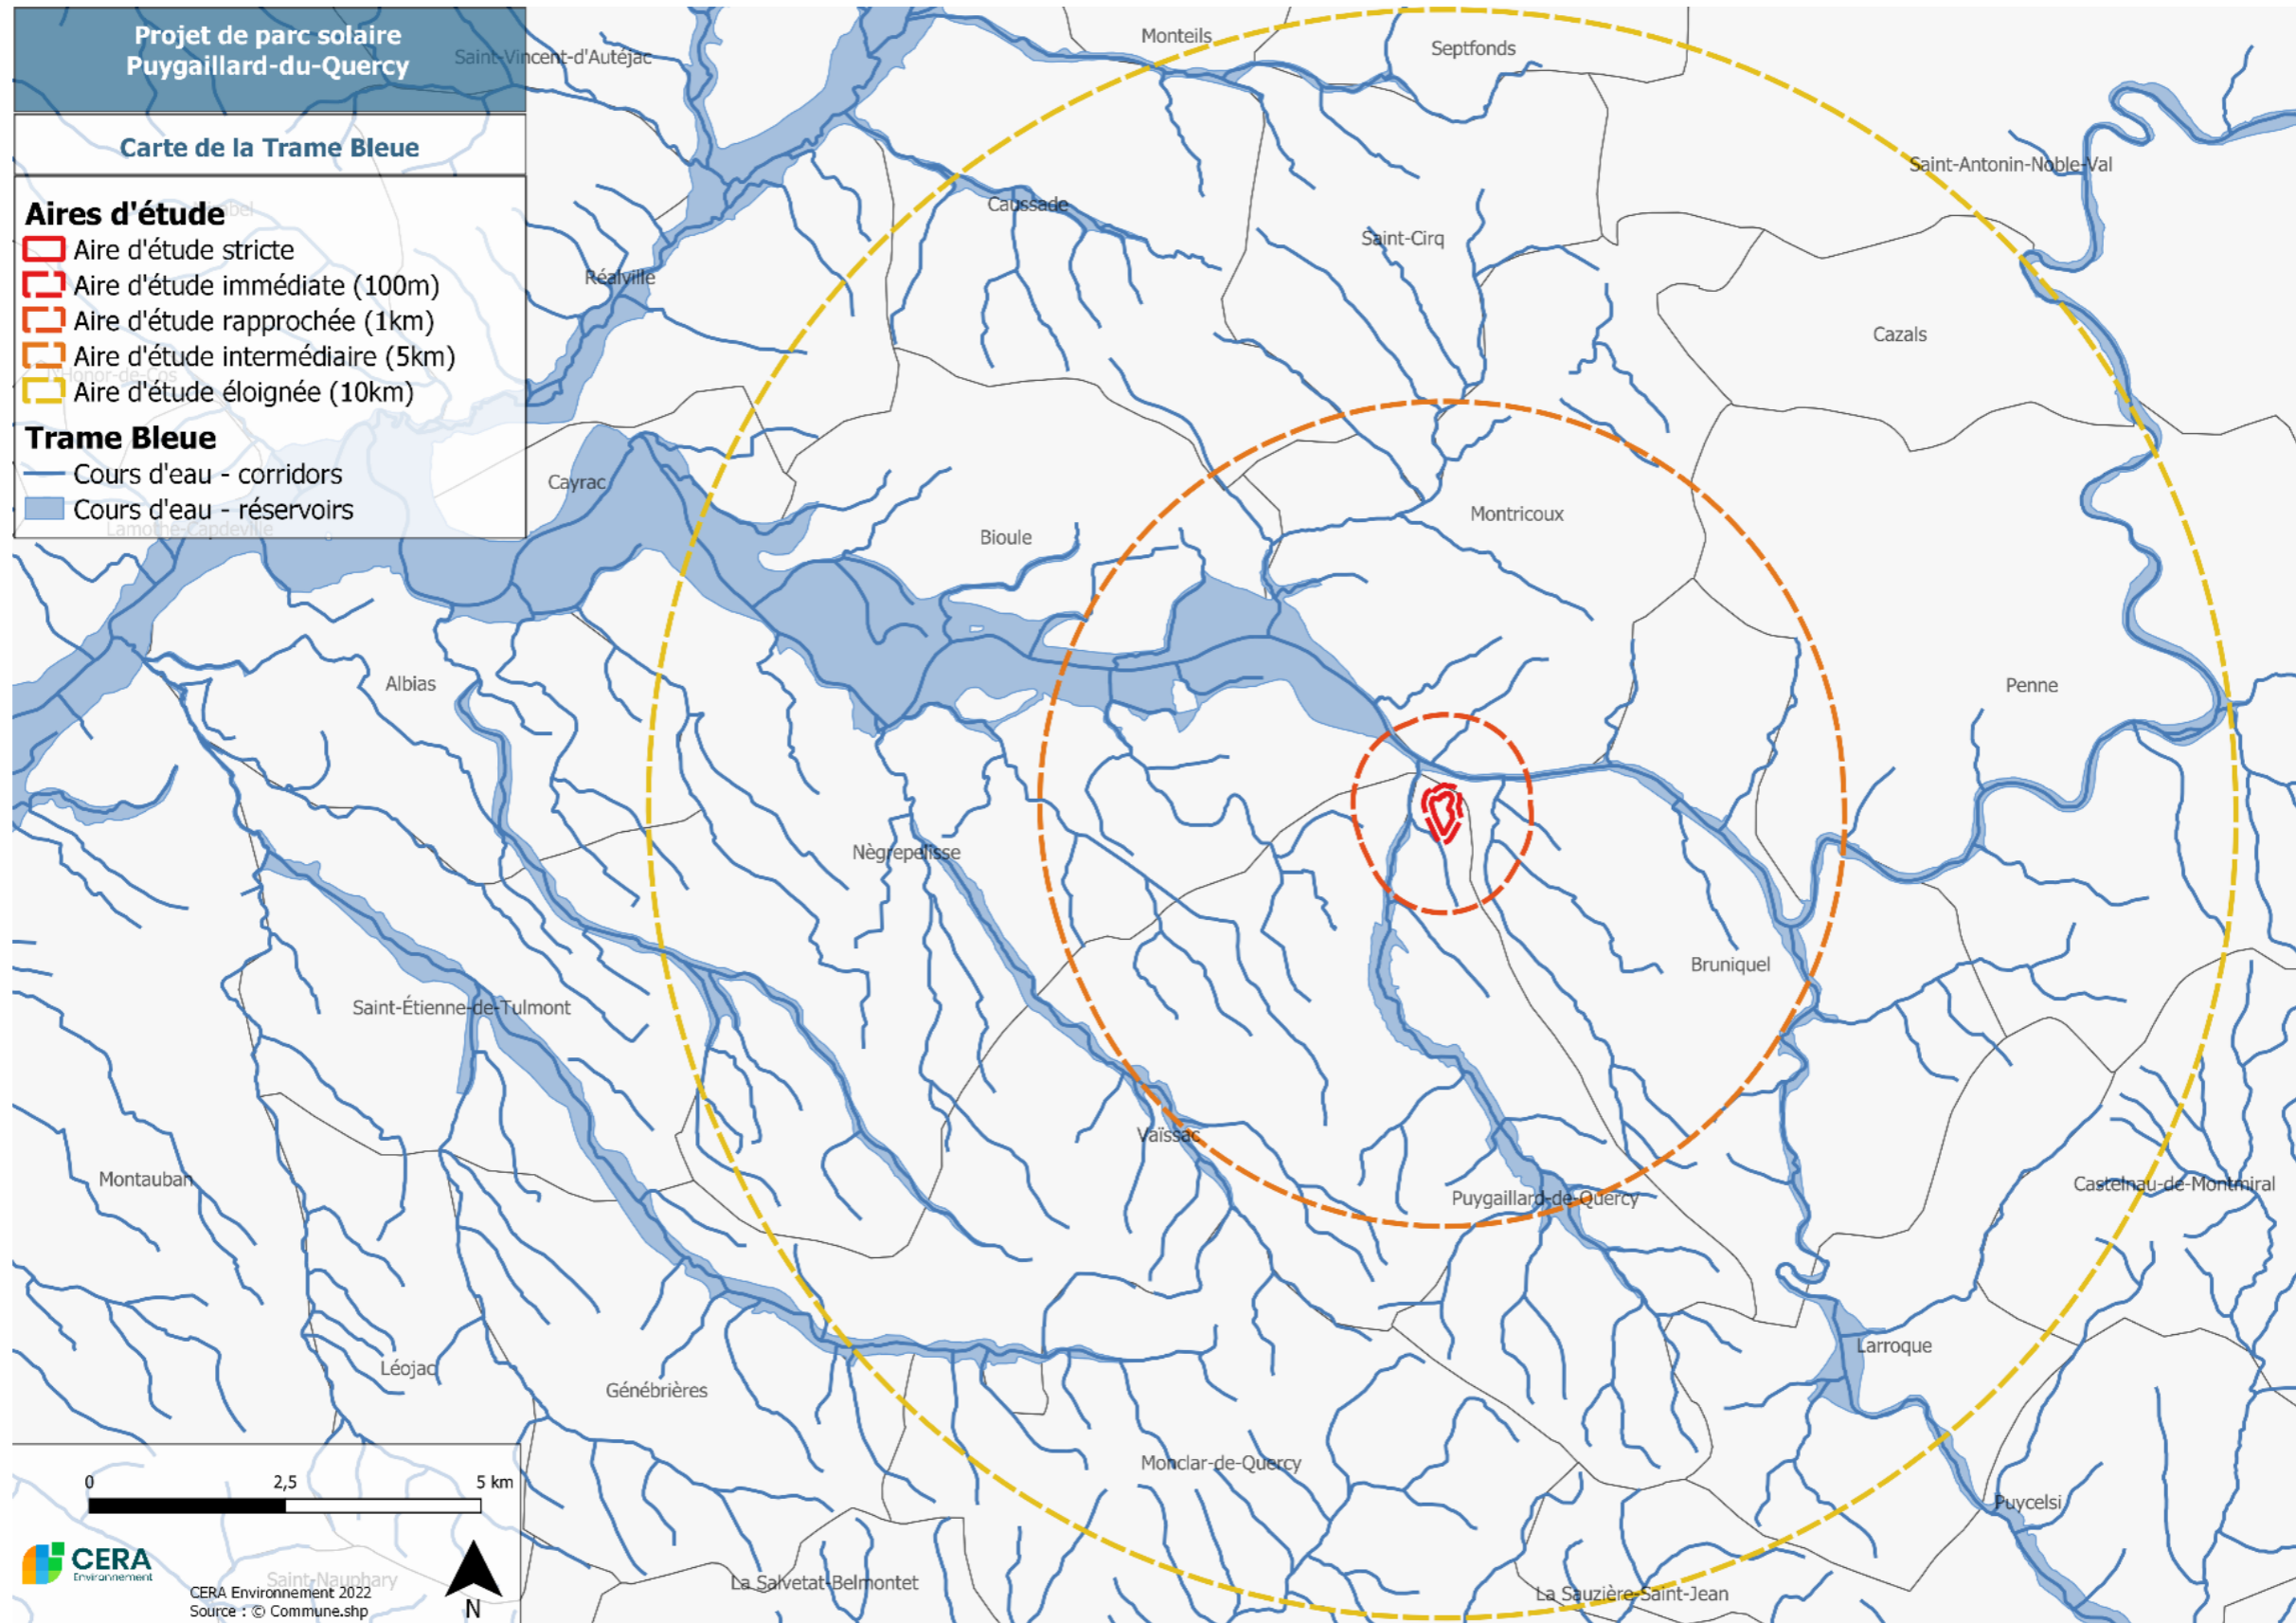 Projet de parc solaire
Puygaillard-du-Quercy
Carte de la Trame Bleue
Aires d'étude
Aire d'étude stricte
Aire d'étude immédiate (100m)
Aire d'étude rapprochée (1km)
Aire d'étude intermédiaire (5km)
Aire d'étude éloignée (10km)
Trame Bleue
Cours d'eau - corridors
Cours d'eau - réservoirs
Lamothe-Capdeville
Saint-Vincent-d'Autéjac
Monteils
Septfonds
Saint-Antonin-Noble-Val
Caussade
Saint-Cirq
Réalville
Cazals
Cayrac
Bioule
Montricoux
Albias
Penne
Nègrepelisse
Bruniquel
Saint-Étienne-de-Tulmont
Vaïssac
Montauban
Puygaillard-de-Quercy
Castelnau-de-Montmiral
Larroque
Léojac
Génébrières
Monclar-de-Quercy
Puycelsi
La Salvetat-Belmontet
La Sauzière-Saint-Jean
0 2,5 5 km
CERA
Environnement
Saint-Nauphary
CERA Environnement 2022
Source : © Commune.shp
N